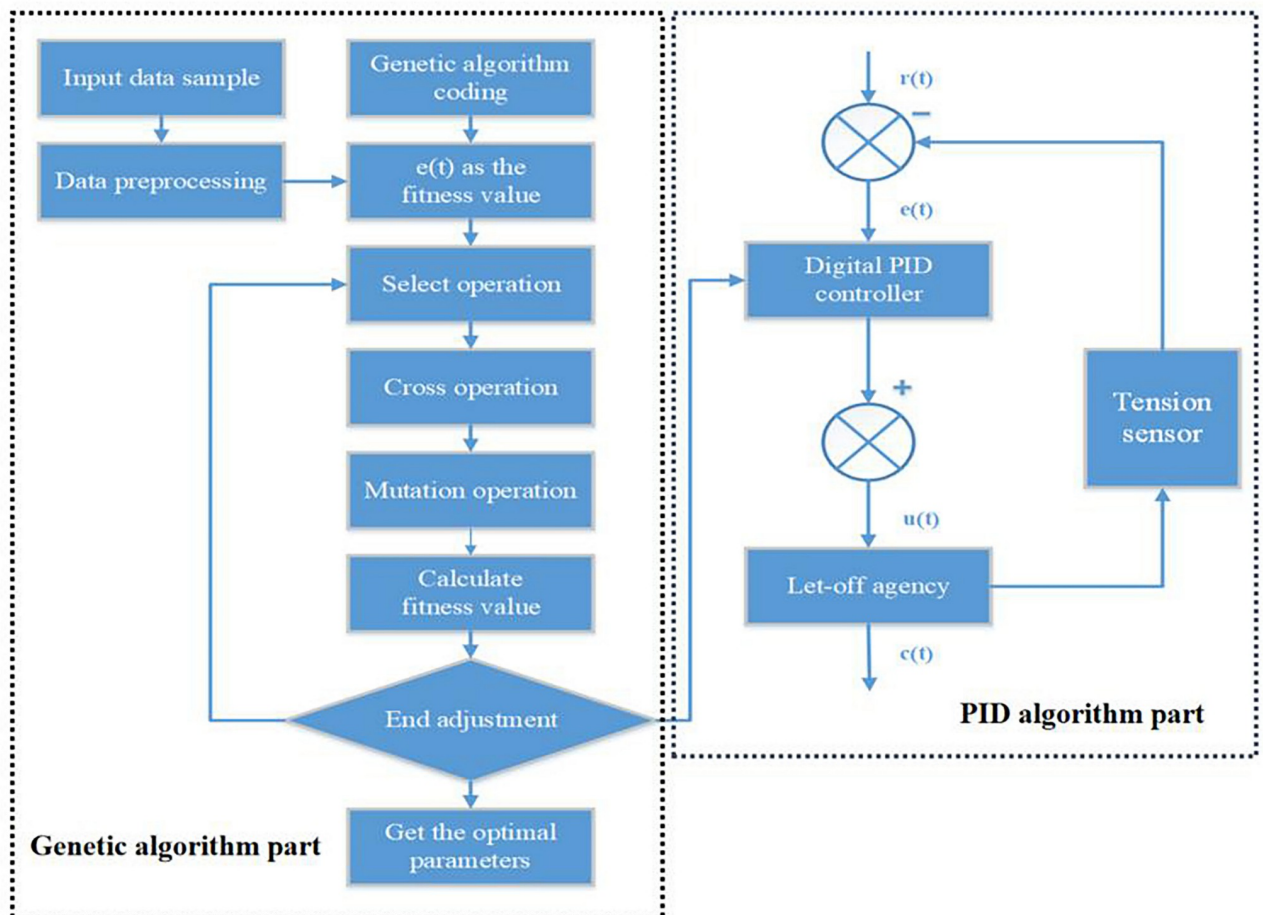 Input data sample
Data preprocessing
Genetic algorithm
coding
e(t) as the
fitness value
Select operation
Cross operation
Mutation operation
Calculate
fitness value
End adjustment
Get the optimal
parameters
Genetic algorithm part
r(t)
−
e(t)
Digital PID
controller
+
u(t)
Let-off agency
c(t)
Tension
sensor
PID algorithm part